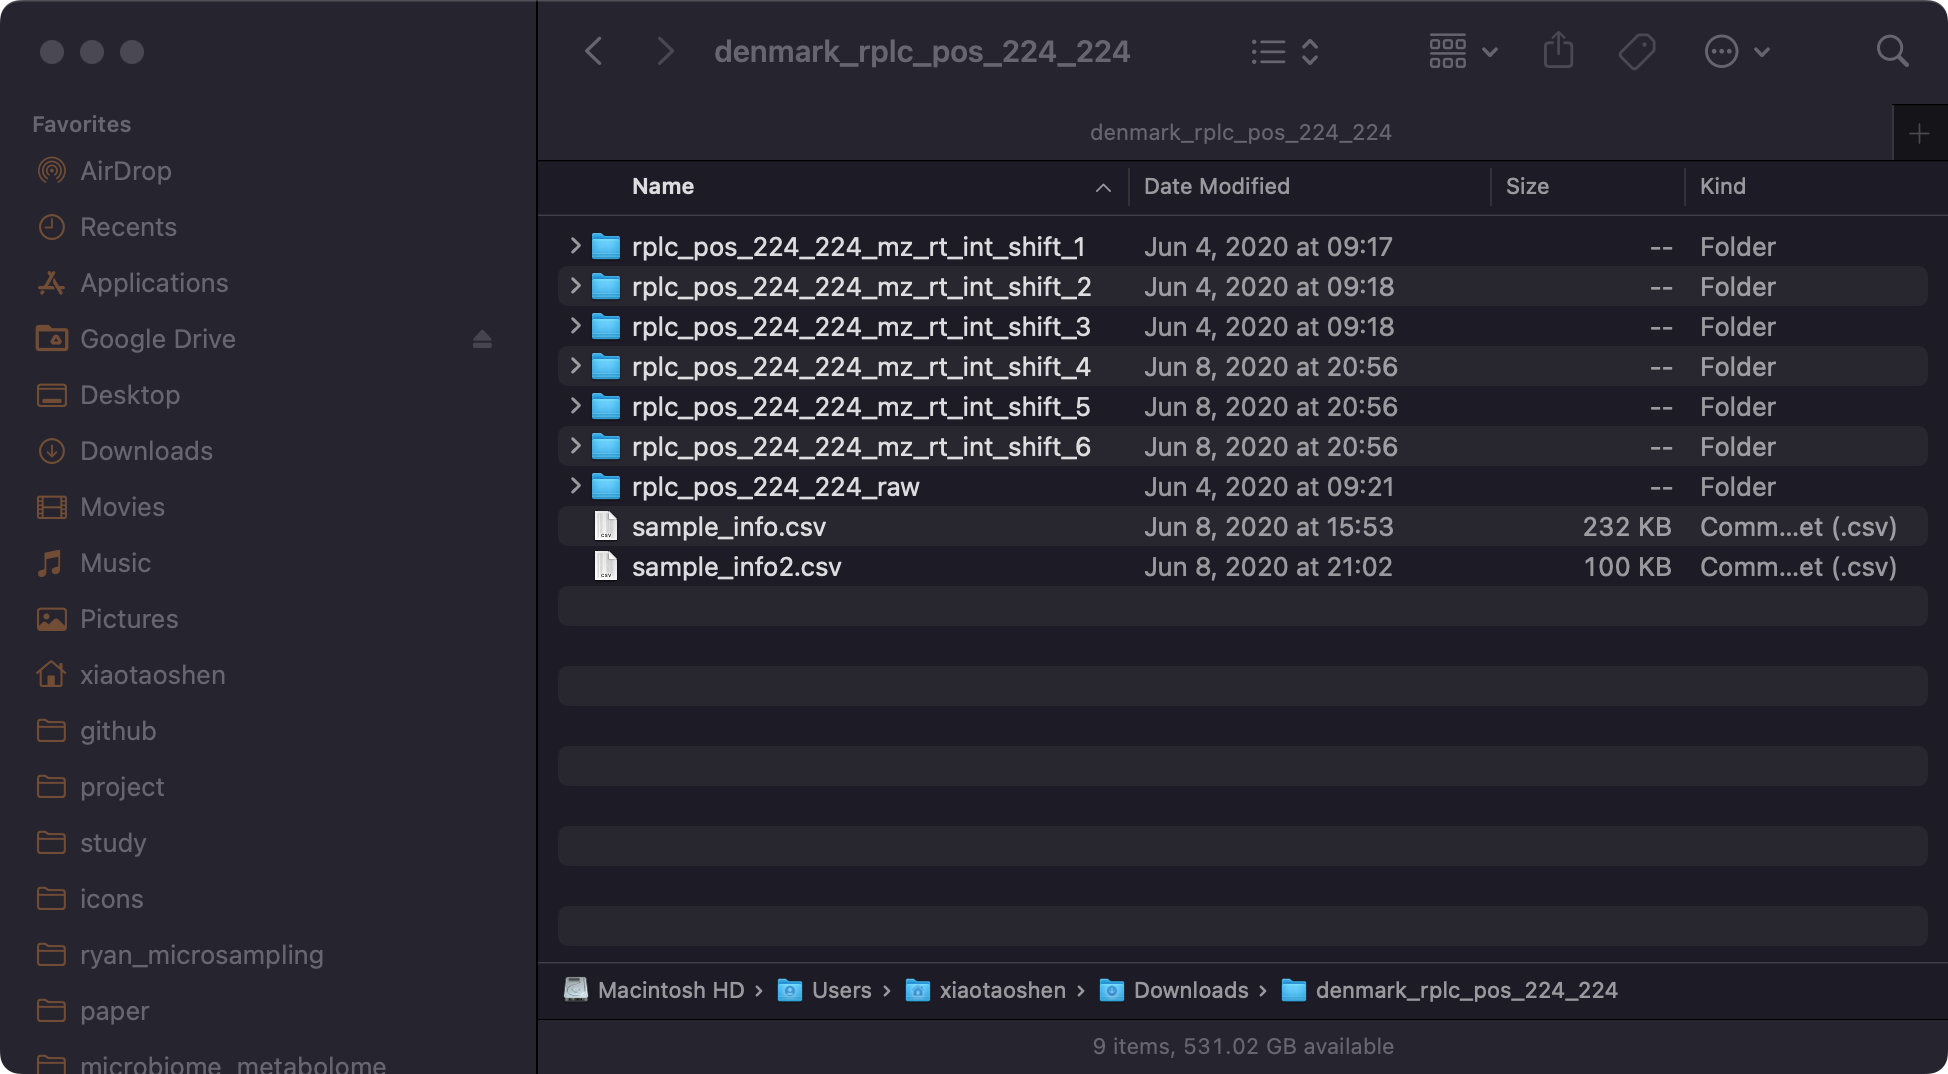 denmark_rplc_pos_224_224
Favorites
AirDrop
Recents
Applications
Google Drive
Desktop
Downloads
Movies
Music
Pictures
xiaotaoshen
github
project
study
icons
ryan_microsampling
paper
microbiome_metabolome
denmark_rplc_pos_224_224
Name Date Modified Size Kind
rplc_pos_224_224_mz_rt_int_shift_1 Jun 4, 2020 at 09:17 -- Folder
rplc_pos_224_224_mz_rt_int_shift_2 Jun 4, 2020 at 09:18 -- Folder
rplc_pos_224_224_mz_rt_int_shift_3 Jun 4, 2020 at 09:18 -- Folder
rplc_pos_224_224_mz_rt_int_shift_4 Jun 8, 2020 at 20:56 -- Folder
rplc_pos_224_224_mz_rt_int_shift_5 Jun 8, 2020 at 20:56 -- Folder
rplc_pos_224_224_mz_rt_int_shift_6 Jun 8, 2020 at 20:56 -- Folder
rplc_pos_224_224_raw Jun 4, 2020 at 09:21 -- Folder
sample_info.csv Jun 8, 2020 at 15:53 232 KB Comm...et (.csv)
sample_info2.csv Jun 8, 2020 at 21:02 100 KB Comm...et (.csv)
Macintosh HD › Users › xiaotaoshen › Downloads › denmark_rplc_pos_224_224
9 items, 531.02 GB available